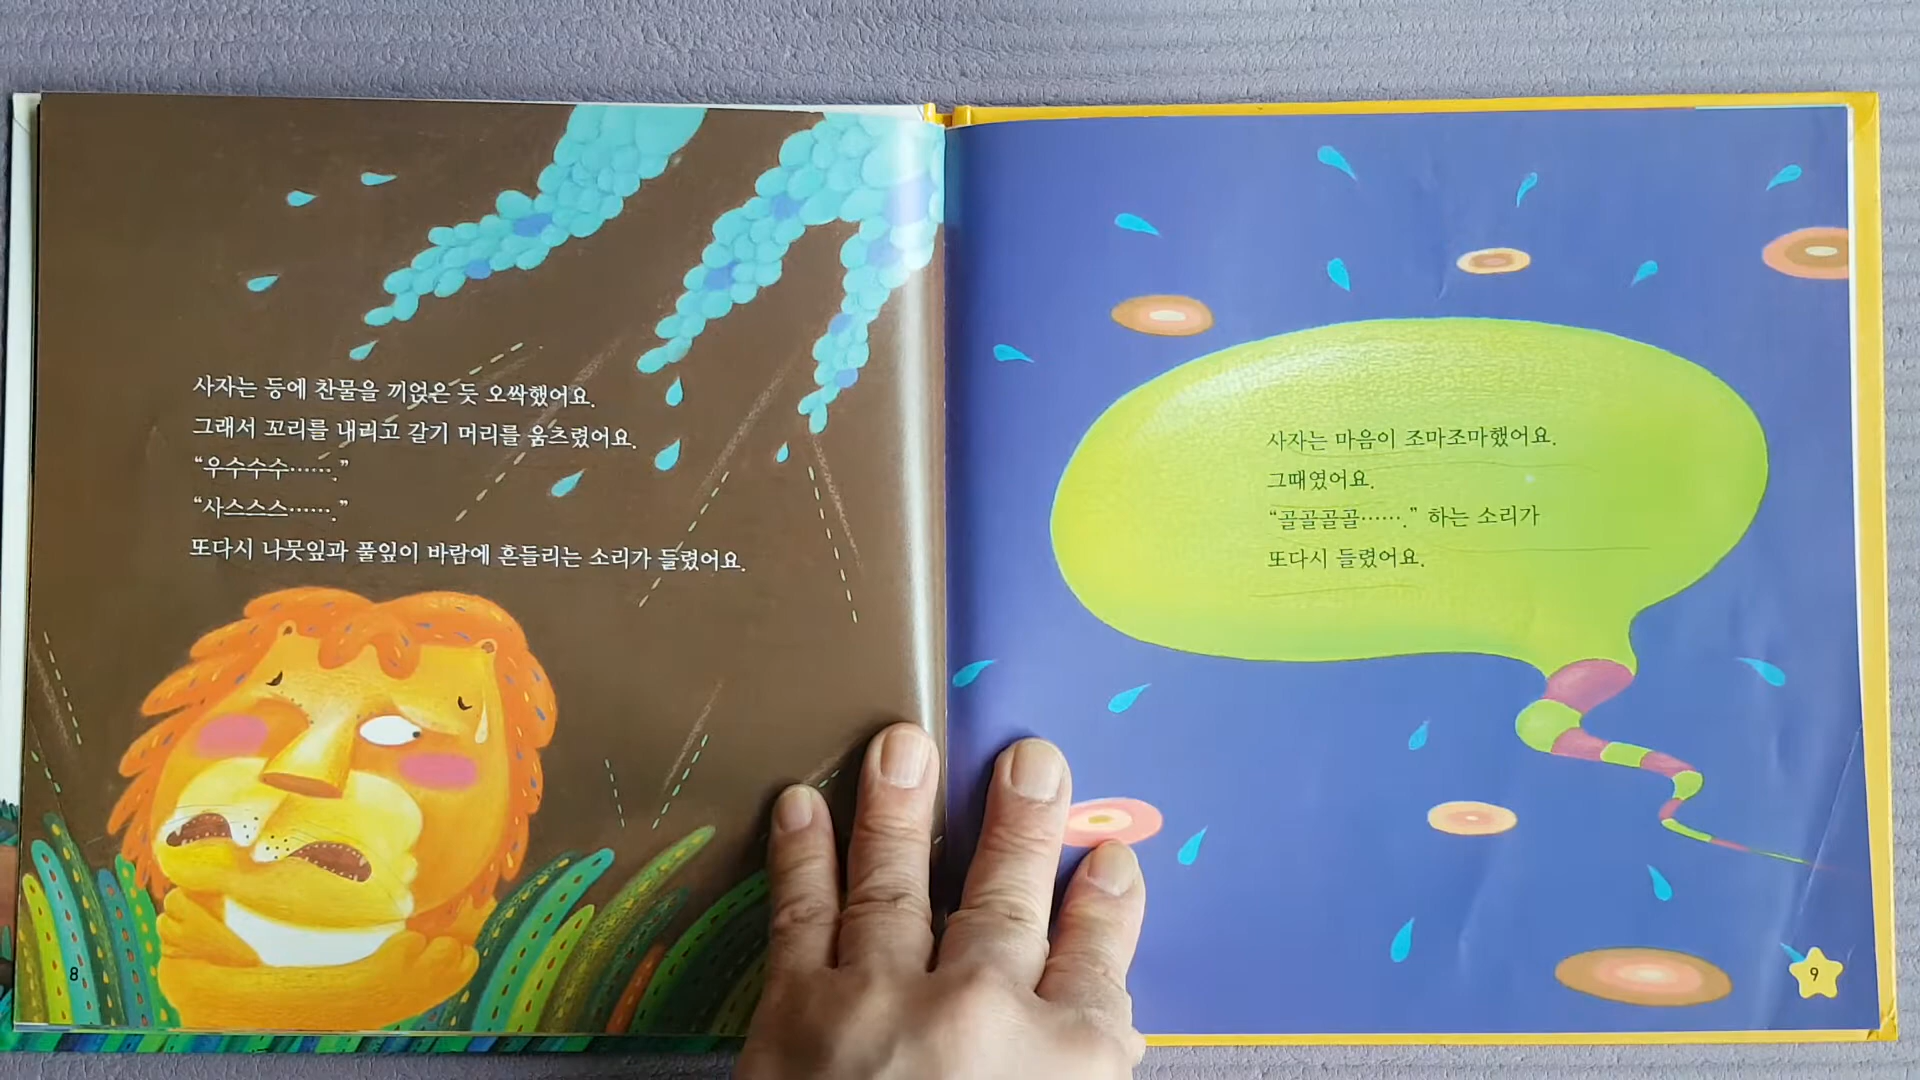 사자는 등에 찬물을 끼얹은 듯 오싹했어요.
그래서 꼬리를 내리고 갈기 머리를 움츠렸어요.
“우수수수…….”
“사스스스…….”
또다시 나뭇잎과 풀잎이 바람에 흔들리는 소리가 들렸어요.
8
사자는 마음이 조마조마했어요.
그때였어요.
“골골골골…….” 하는 소리가
또다시 들렸어요.
9